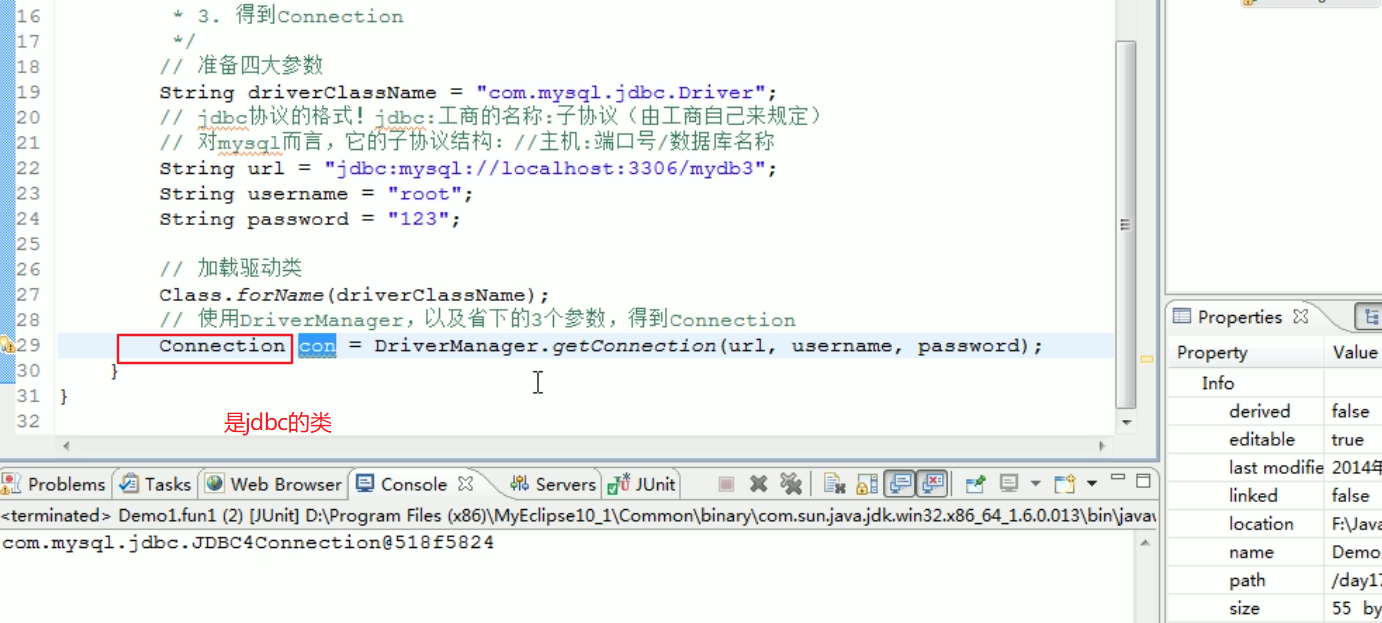 16 * 3. 得到Connection
17 */
18 // 准备四大参数
19 String driverClassName = "com.mysql.jdbc.Driver";
20 // jdbc协议的格式！jdbc:工商的名称:子协议（由工商自己来规定）
21 // 对mysql而言，它的子协议结构：//主机:端口号/数据库名称
22 String url = "jdbc:mysql://localhost:3306/mydb3";
23 String username = "root";
24 String password = "123";
25
26 // 加载驱动类
27 Class.forName(driverClassName);
28 // 使用DriverManager，以及省下的3个参数，得到Connection
29 Connection con = DriverManager.getConnection(url, username, password);
30 }
31 }
32
是jdbc的类
Problems Tasks Web Browser Console Servers JUnit
<terminated> Demo1.fun1 (2) [JUnit] D:\Program Files (x86)\MyEclipse10_1\Common\binary\com.sun.java.jdk.win32.x86_64_1.6.0.013\bin\javav
com.mysql.jdbc.JDBC4Connection@518f5824
Properties
Property Value
Info
derived false
editable true
last modifie 2014年
linked false
location F:\Java
name Demo
path /day17
size 55 by